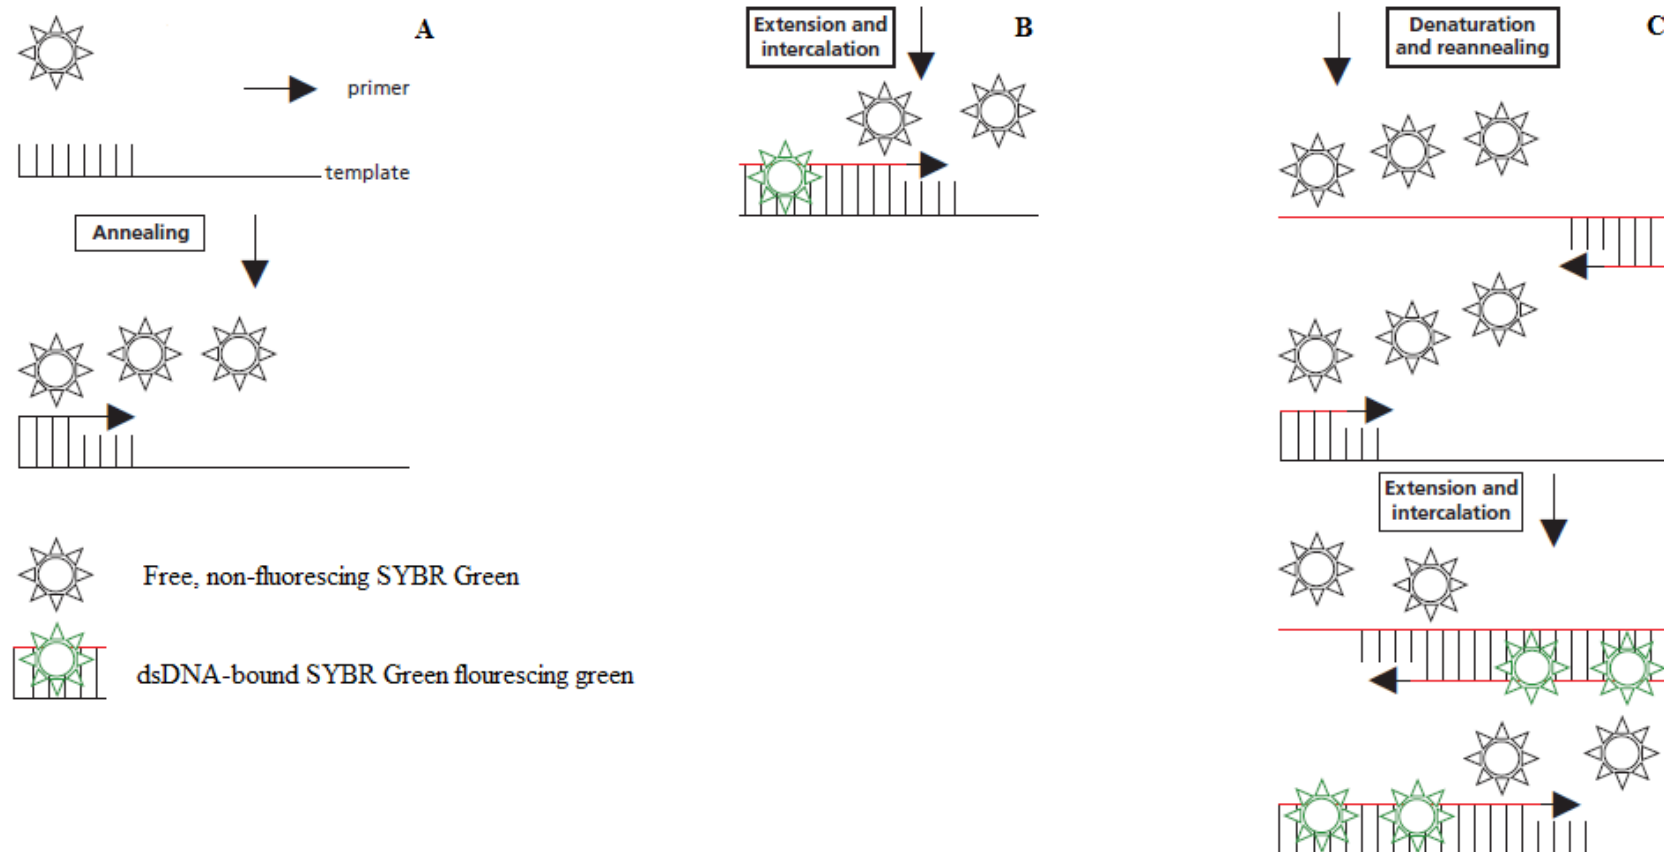 A
primer
template
Annealing
Free, non-fluorescing SYBR Green
dsDNA-bound SYBR Green flourescing green
Extension and
intercalation
B
Denaturation
and reannealing
C
Extension and
intercalation